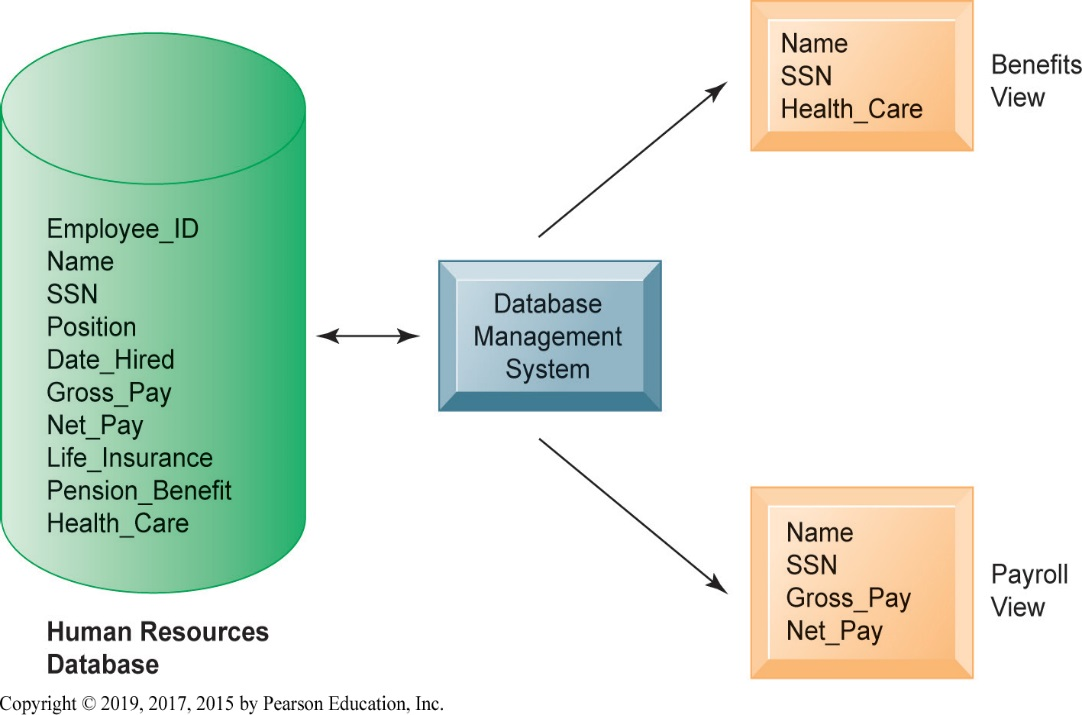 Employee_ID
Name
SSN
Position
Date_Hired
Gross_Pay
Net_Pay
Life_Insurance
Pension_Benefit
Health_Care
Human Resources
Database
Database
Management
System
Name
SSN
Health_Care
Benefits
View
Name
SSN
Gross_Pay
Net_Pay
Payroll
View
Copyright © 2019, 2017, 2015 by Pearson Education, Inc.